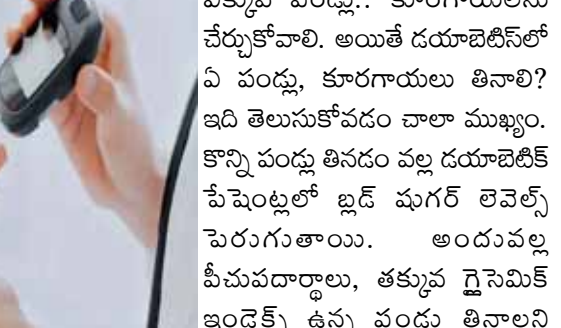 ఎక్కువ పండ్లు.. కూరగాయలను
చేర్చుకోవాలి. అయితే డయాబెటిస్‌లో
ఏ పండ్లు, కూరగాయలు తినాలి?
ఇది తెలుసుకోవడం చాలా ముఖ్యం.
కొన్ని పండ్లు తినడం వల్ల డయాబెటిక్
పేషెంట్లలో బ్లడ్ షుగర్ లెవెల్స్
పెరుగుతాయి. అందువల్ల
పీచుపదార్థాలు, తక్కువ గ్లైసెమిక్
ఇండెక్స్ ఉన్న పండ్లు తినాలని